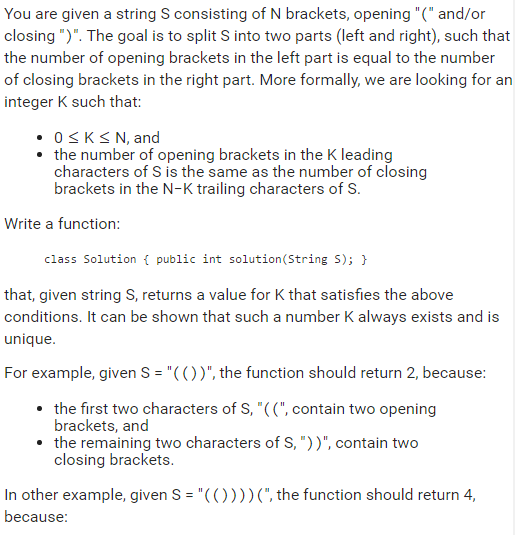 You are given a string S consisting of N brackets, opening "(" and/or
closing ")". The goal is to split S into two parts (left and right), such that
the number of opening brackets in the left part is equal to the number
of closing brackets in the right part. More formally, we are looking for an
integer K such that:
• 0 ≤ K ≤ N, and
• the number of opening brackets in the K leading
characters of S is the same as the number of closing
brackets in the N−K trailing characters of S.
Write a function:
class Solution { public int solution(String S); }
that, given string S, returns a value for K that satisfies the above
conditions. It can be shown that such a number K always exists and is
unique.
For example, given S = "(())", the function should return 2, because:
• the first two characters of S, "((", contain two opening
brackets, and
• the remaining two characters of S, "))", contain two
closing brackets.
In other example, given S = "(())))(", the function should return 4,
because: